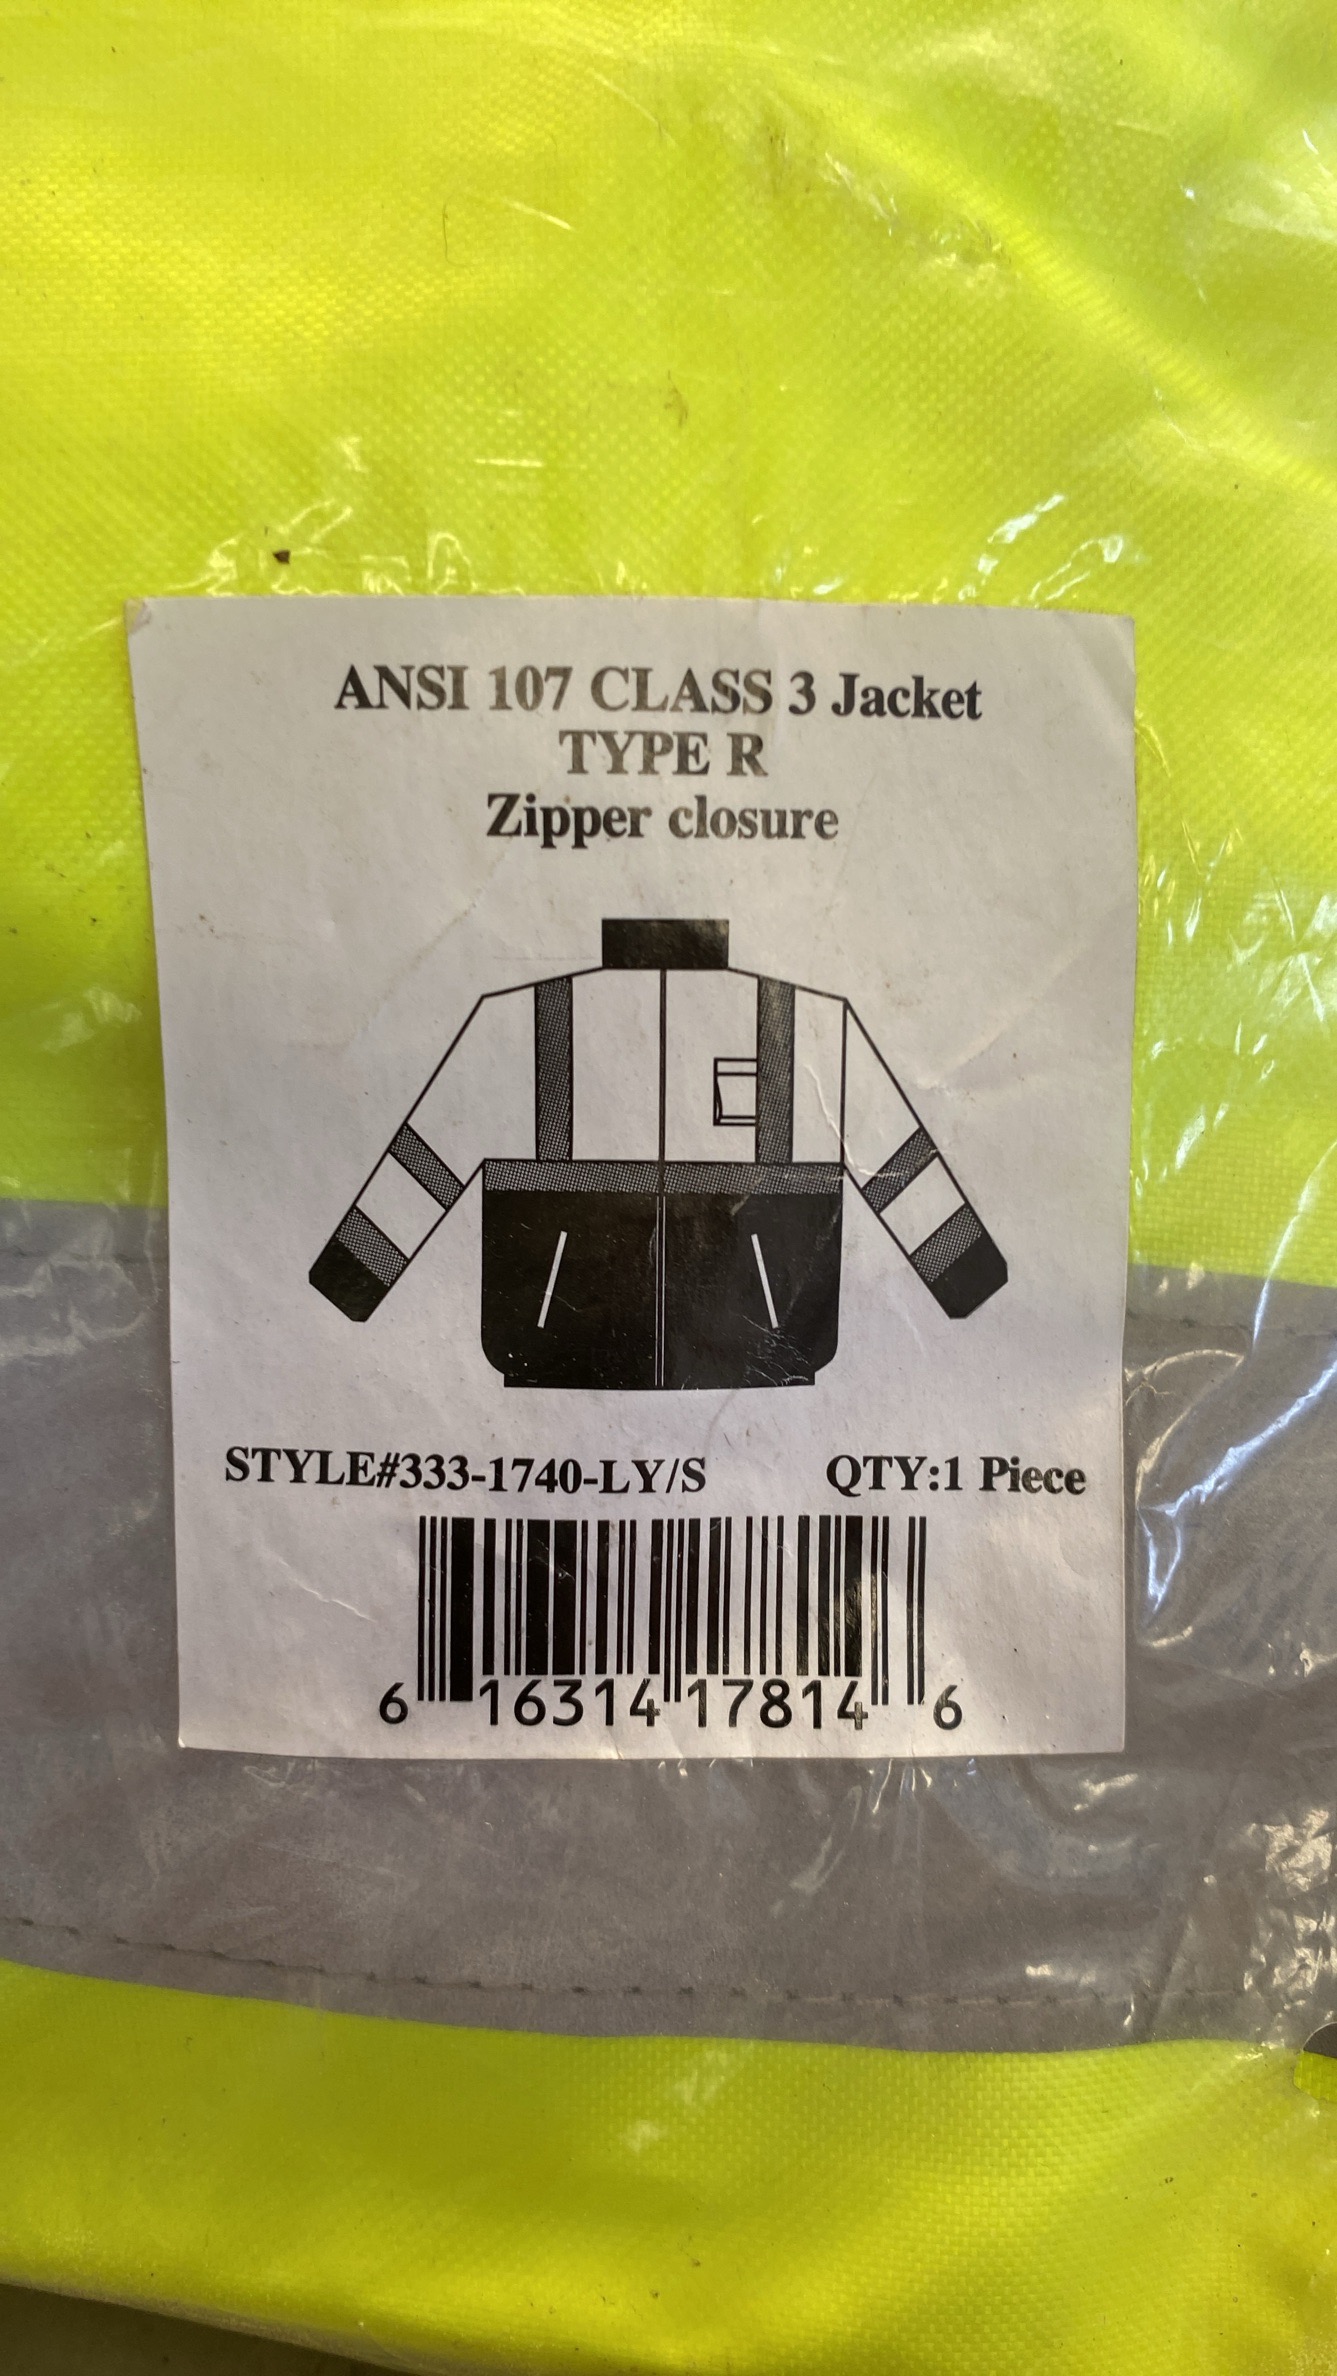 ANSI 107 CLASS 3 Jacket
TYPE R
Zipper closure
STYLE#333-1740-LY/S QTY:1 Piece
6 16314 17814 6